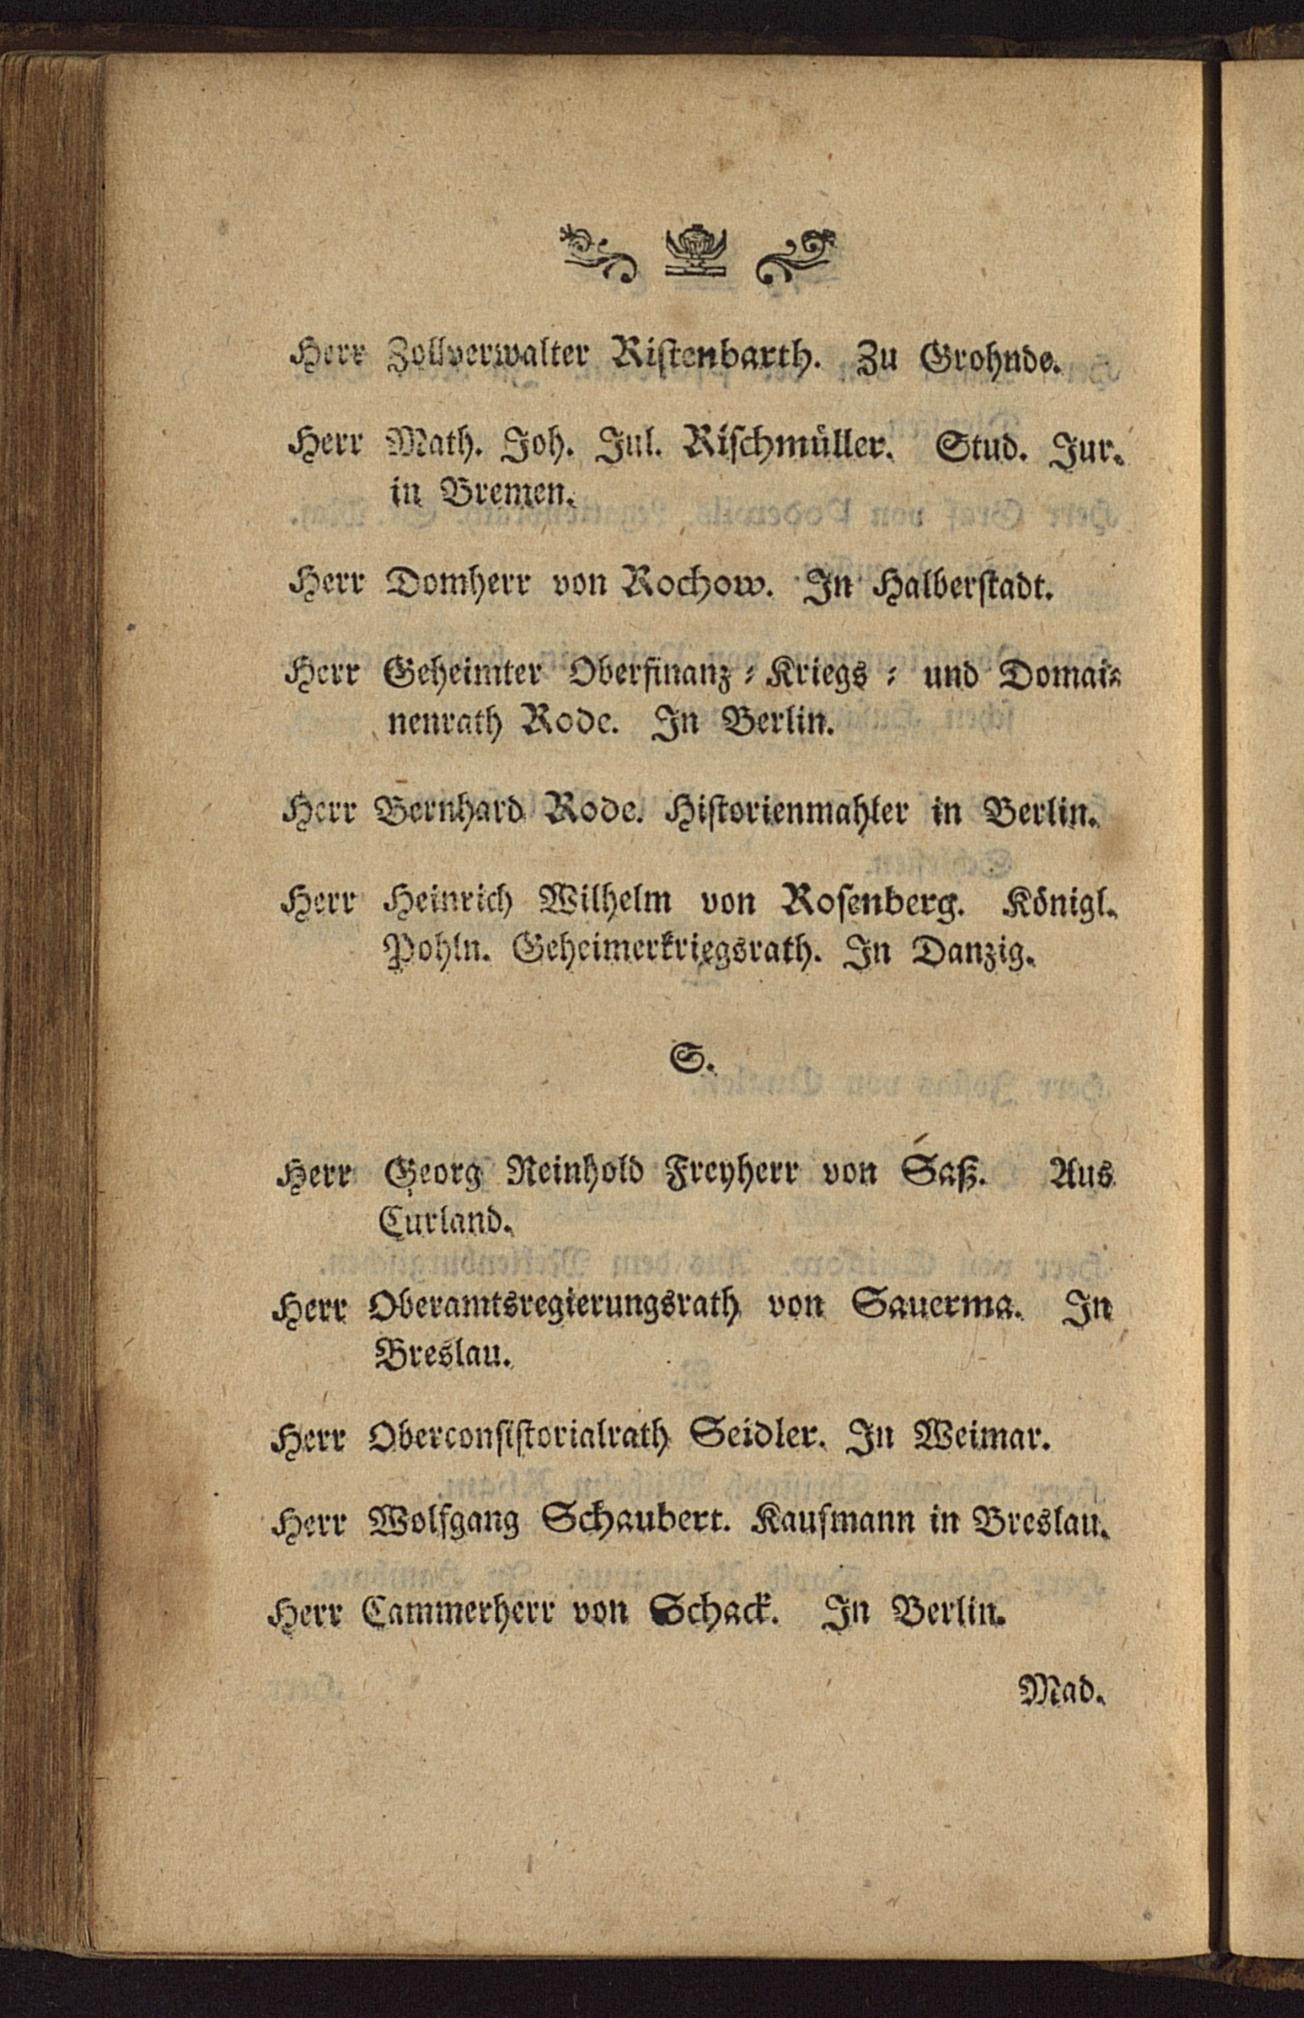 Herr Zollverwalter Ristenbarth. Zu Grohnde.
Herr Math. Joh. Jul. Rischmüller. Stud. Jur.
in Bremen.
Herr Domherr von Rochow. In Halberstadt.
Herr Geheimter Oberfinanz-Kriegs- und Domai-
nenrath Rode. In Berlin.
Herr Bernhard Rode. Historienmahler in Berlin.
Herr Heinrich Wilhelm von Rosenberg. Königl.
Pohln. Geheimerkriegsrath. In Danzig.
S.
Herr Georg Reinhold Freyherr von Saß. Aus
Curland.
Herr Oberamtsregierungsrath von Sauerma. In
Breslau.
Herr Oberconsistorialrath Seidler. In Weimar.
Herr Wolfgang Schaubert. Kaufmann in Breslau.
Herr Cammerherr von Schack. In Berlin.
Mad.